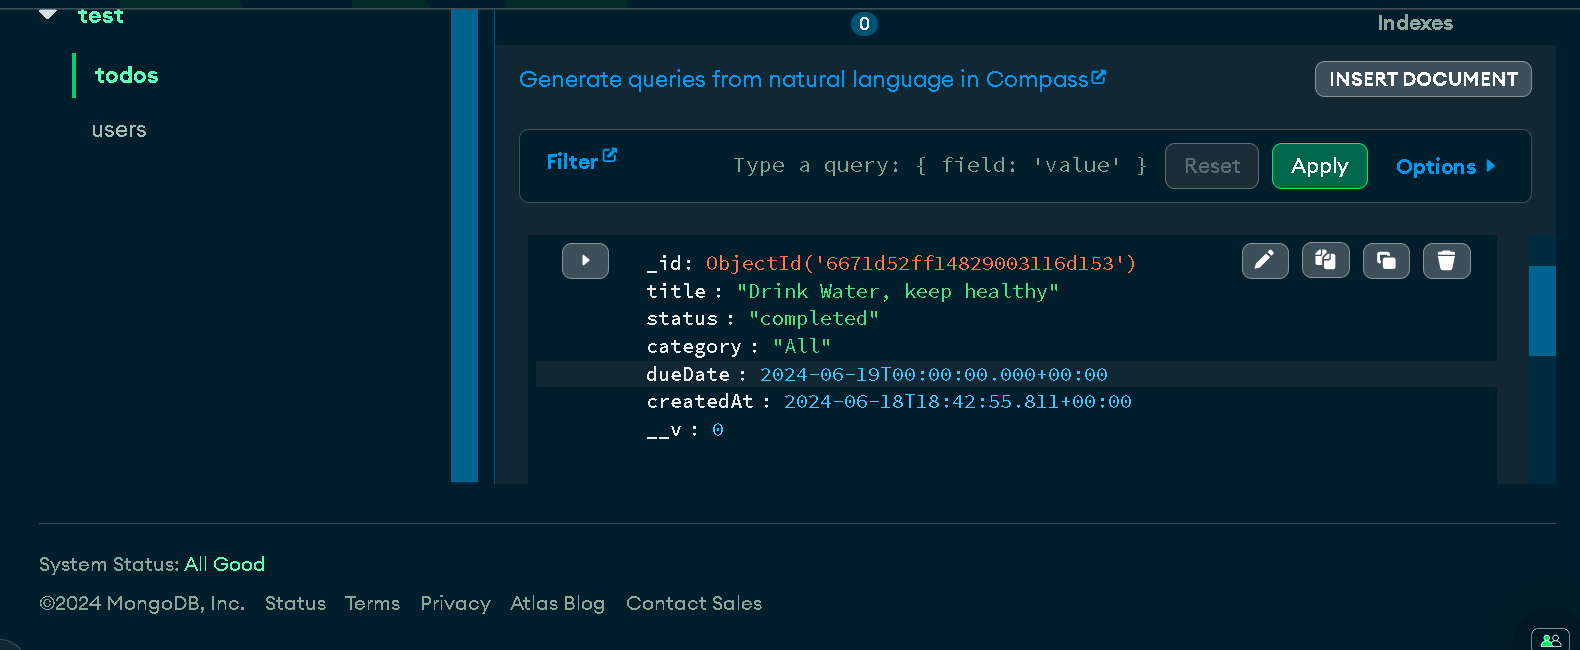 test
todos
users
0
Indexes
Generate queries from natural language in Compass
INSERT DOCUMENT
Filter
Type a query: { field: 'value' }
Reset
Apply
Options
_id: ObjectId('6671d52ff14829003116d153')
title : "Drink Water, keep healthy"
status : "completed"
category : "All"
dueDate : 2024-06-19T00:00:00.000+00:00
createdAt : 2024-06-18T18:42:55.811+00:00
__v : 0
System Status: All Good
©2024 MongoDB, Inc. Status Terms Privacy Atlas Blog Contact Sales